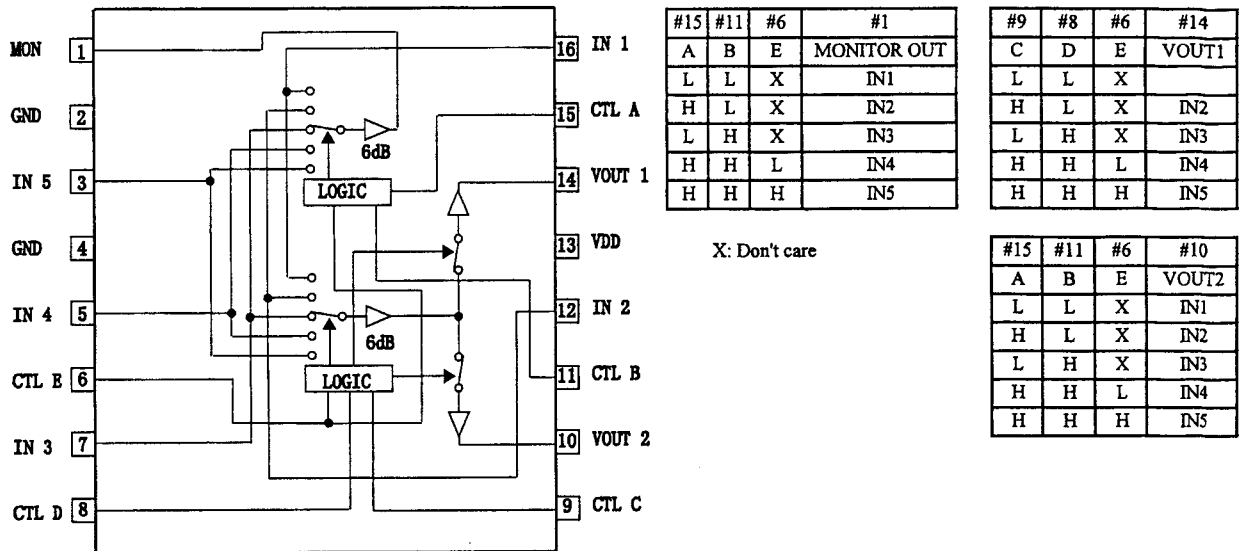 MON 1
GND 2
IN 5 3
GND 4
IN 4 5
CTL E 6
IN 3 7
CTL D 8
6dB
LOGIC
6dB
LOGIC
16 IN 1
15 CTL A
14 VOUT 1
13 VDD
12 IN 2
11 CTL B
10 VOUT 2
9 CTL C
#15 #11 #6 #1
A B E MONITOR OUT
L L X IN1
H L X IN2
L H X IN3
H H L IN4
H H H IN5
X: Don't care
#9 #8 #6 #14
C D E VOUT1
L L X
H L X IN2
L H X IN3
H H L IN4
H H H IN5
#15 #11 #6 #10
A B E VOUT2
L L X IN1
H L X IN2
L H X IN3
H H L IN4
H H H IN5